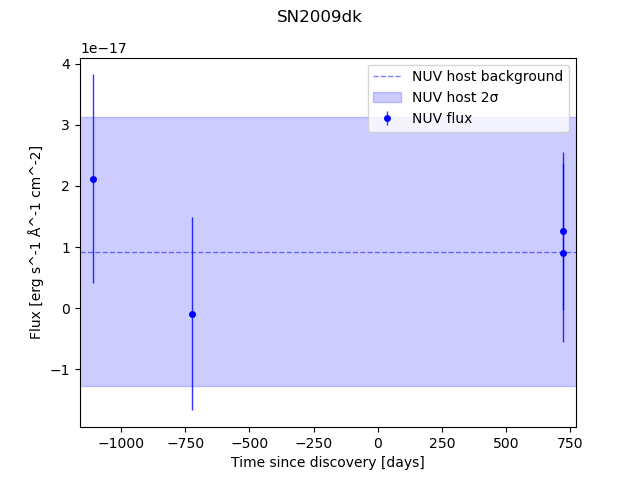 SN2009dk
1e−17
NUV host background
NUV host 2σ
NUV flux
4
3
2
1
0
−1
Flux [erg s^-1 Å^-1 cm^-2]
−1000 −750 −500 −250 0 250 500 750
Time since discovery [days]